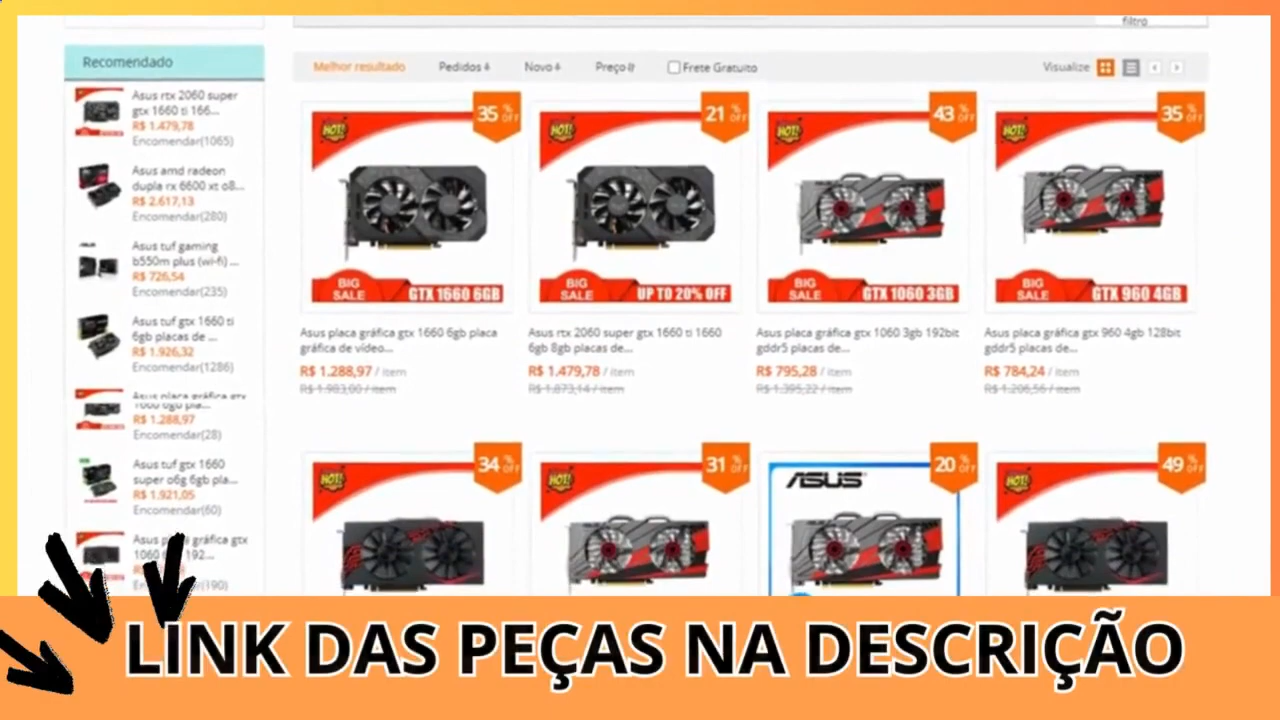 filtro
Recomendado
Melhor resultado Pedidos Novo Preço Frete Gratuito Visualize
Asus rtx 2060 super
gtx 1660 ti 166...
R$ 1.479,78
Encomendar(1065)
Asus amd radeon
dupla rx 6600 xt o8...
R$ 2.617,13
Encomendar(280)
Asus tuf gaming
b550m plus (wi-fi) ...
R$ 726,54
Encomendar(235)
Asus tuf gtx 1660 ti
6gb placas de ...
R$ 1.926,32
Encomendar(1286)
Asus placa gráfica gtx
R$ 1.288,97
Encomendar(28)
Asus tuf gtx 1660
super o6g 6gb pla...
R$ 1.921,05
Encomendar(60)
gráfica gtx
1060
192...
(190)
HOT!
35 % OFF
BIG
SALE
GTX 1660 6GB
Asus placa gráfica gtx 1660 6gb placa
gráfica de vídeo...
R$ 1.288,97 / item
R$ 1.983,00 / item
HOT!
21 % OFF
BIG
SALE
UP TO 20% OFF
Asus rtx 2060 super gtx 1660 ti 1660
6gb 8gb placas de...
R$ 1.479,78 / item
R$ 1.873,14 / item
HOT!
43 % OFF
BIG
SALE
GTX 1060 3GB
Asus placa gráfica gtx 1060 3gb 192bit
gddr5 placas de...
R$ 795,28 / item
R$ 1.395,22 / item
HOT!
35 % OFF
BIG
SALE
GTX 960 4GB
Asus placa gráfica gtx 960 4gb 128bit
gddr5 placas de...
R$ 784,24 / item
R$ 1.206,56 / item
HOT!
34 % OFF
HOT!
31 % OFF
ASUS
20 % OFF
HOT!
49 % OFF
LINK DAS PEÇAS NA DESCRIÇÃO